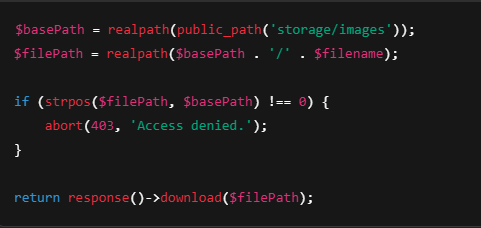 $basePath = realpath(public_path('storage/images'));
$filePath = realpath($basePath . '/' . $filename);
if (strpos($filePath, $basePath) !== 0) {
    abort(403, 'Access denied.');
}
return response()->download($filePath);